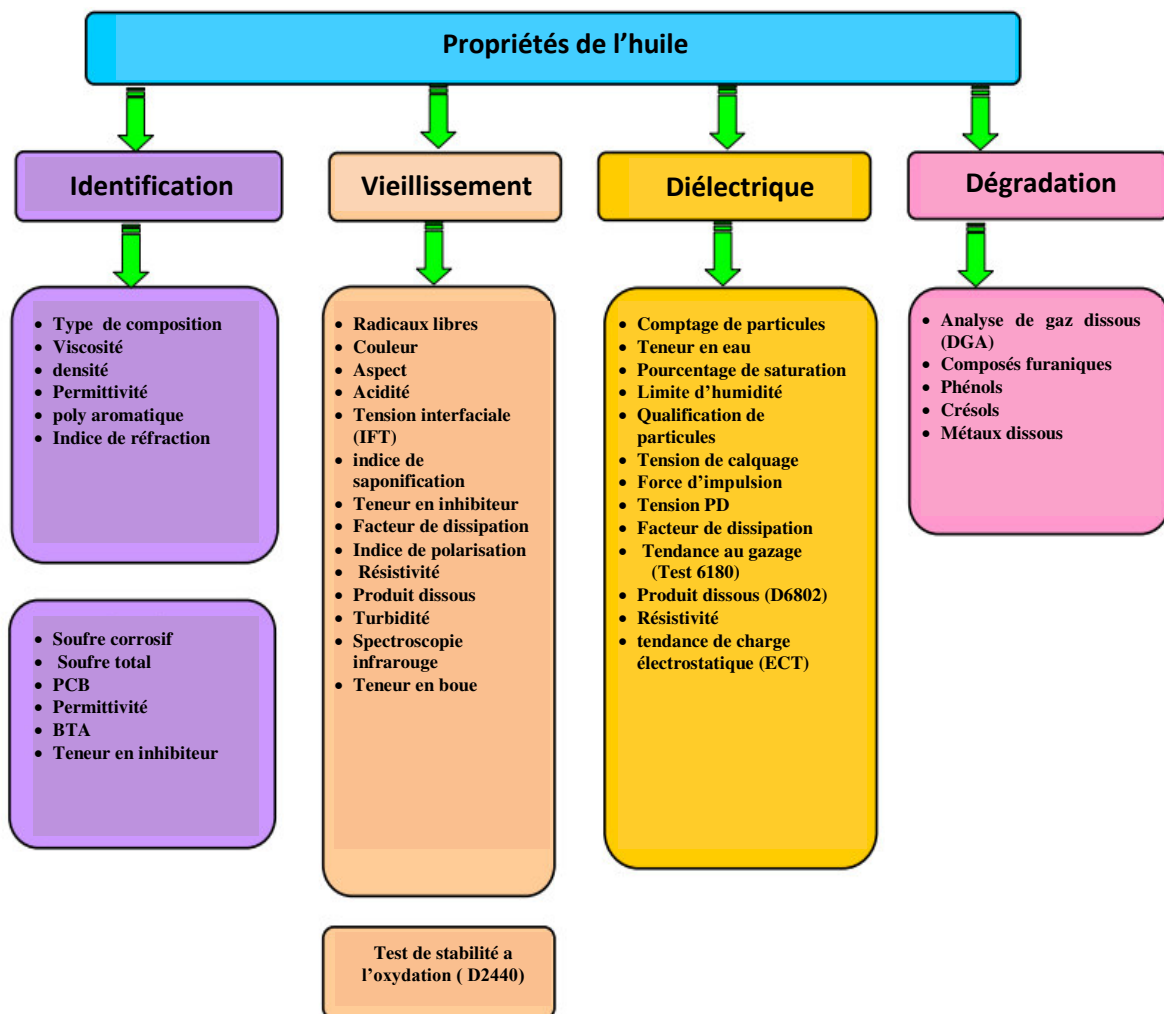 Propriétés de l’huile
Identification
Vieillissement
Diélectrique
Dégradation
• Type de composition
• Viscosité
• densité
• Permittivité
• poly aromatique
• Indice de réfraction
• Soufre corrosif
• Soufre total
• PCB
• Permittivité
• BTA
• Teneur en inhibiteur
• Radicaux libres
• Couleur
• Aspect
• Acidité
• Tension interfaciale
(IFT)
• indice de
saponification
• Teneur en inhibiteur
• Facteur de dissipation
• Indice de polarisation
• Résistivité
• Produit dissous
• Turbidité
• Spectroscopie
infrarouge
• Teneur en boue
Test de stabilité a
l’oxydation ( D2440)
• Comptage de particules
• Teneur en eau
• Pourcentage de saturation
• Limite d’humidité
• Qualification de
particules
• Tension de calquage
• Force d’impulsion
• Tension PD
• Facteur de dissipation
• Tendance au gazage
(Test 6180)
• Produit dissous (D6802)
• Résistivité
• tendance de charge
électrostatique (ECT)
• Analyse de gaz dissous
(DGA)
• Composés furaniques
• Phénols
• Crésols
• Métaux dissous